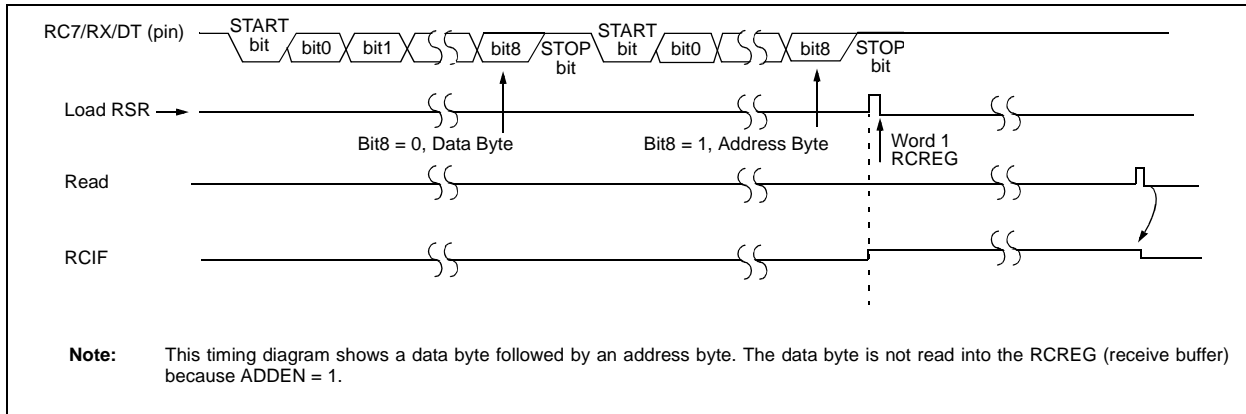 RC7/RX/DT (pin)
START
bit
bit0
bit1
bit8
STOP
bit
START
bit
bit0
bit8
STOP
bit
Load RSR
Bit8 = 0, Data Byte
Bit8 = 1, Address Byte
Word 1
RCREG
Read
RCIF
Note: This timing diagram shows a data byte followed by an address byte. The data byte is not read into the RCREG (receive buffer)
because ADDEN = 1.